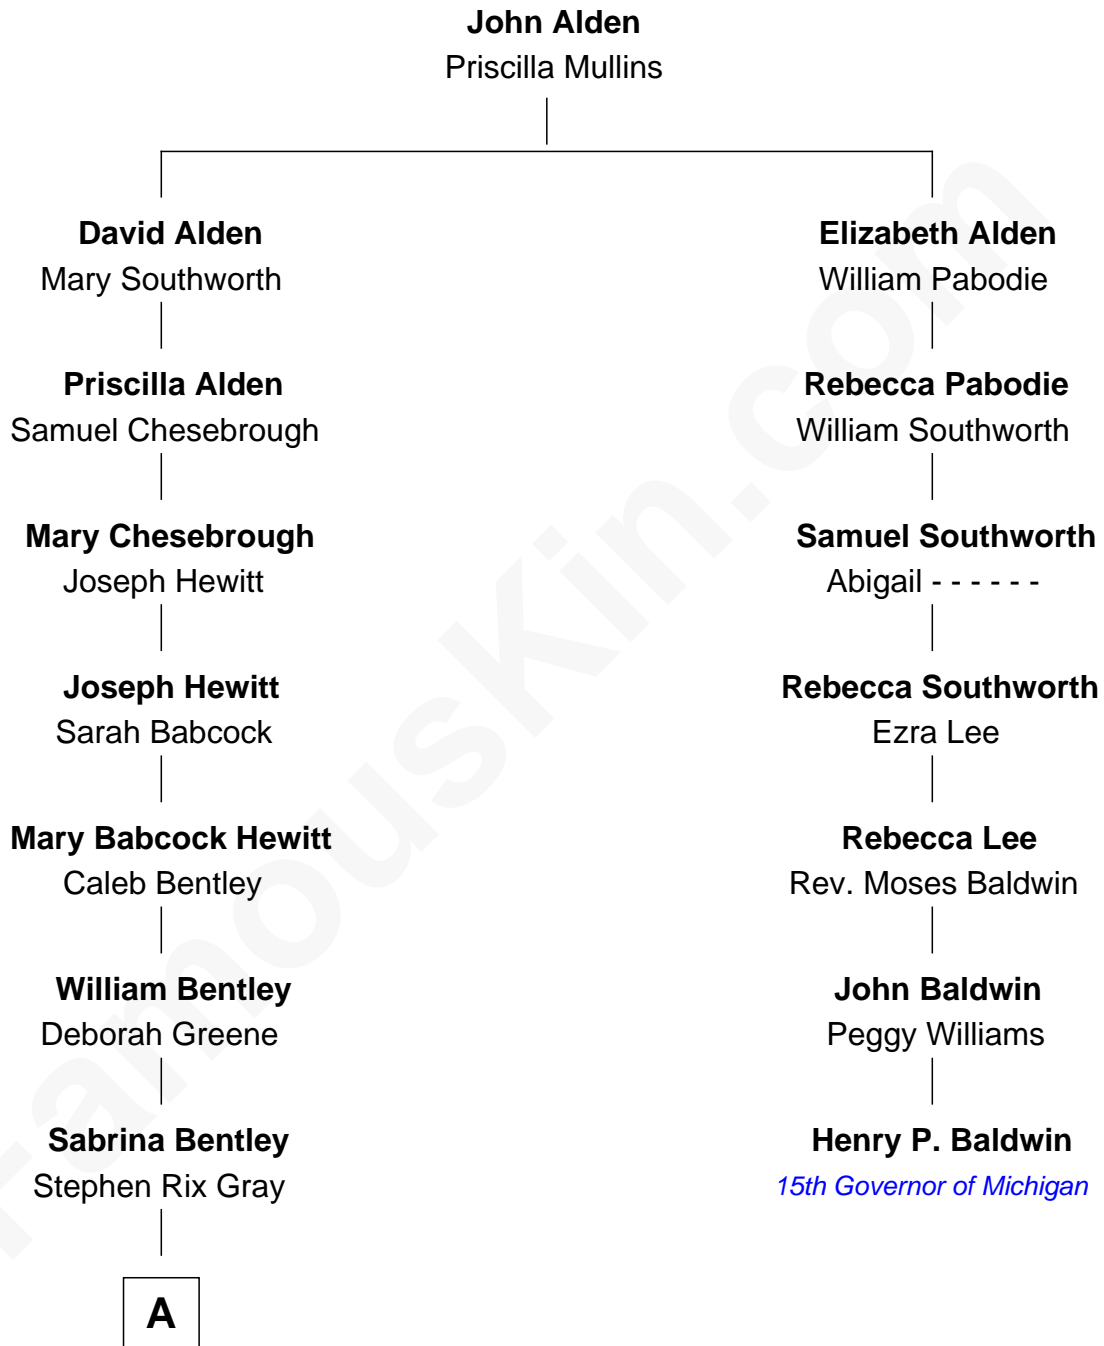 John Alden
Priscilla Mullins
David Alden
Mary Southworth
Elizabeth Alden
William Pabodie
Priscilla Alden
Samuel Chesebrough
Rebecca Pabodie
William Southworth
Mary Chesebrough
Joseph Hewitt
Samuel Southworth
Abigail - - - - - -
Joseph Hewitt
Sarah Babcock
Rebecca Southworth
Ezra Lee
Mary Babcock Hewitt
Caleb Bentley
Rebecca Lee
Rev. Moses Baldwin
William Bentley
Deborah Greene
John Baldwin
Peggy Williams
Sabrina Bentley
Stephen Rix Gray
Henry P. Baldwin
15th Governor of Michigan
A
FamousKin.com